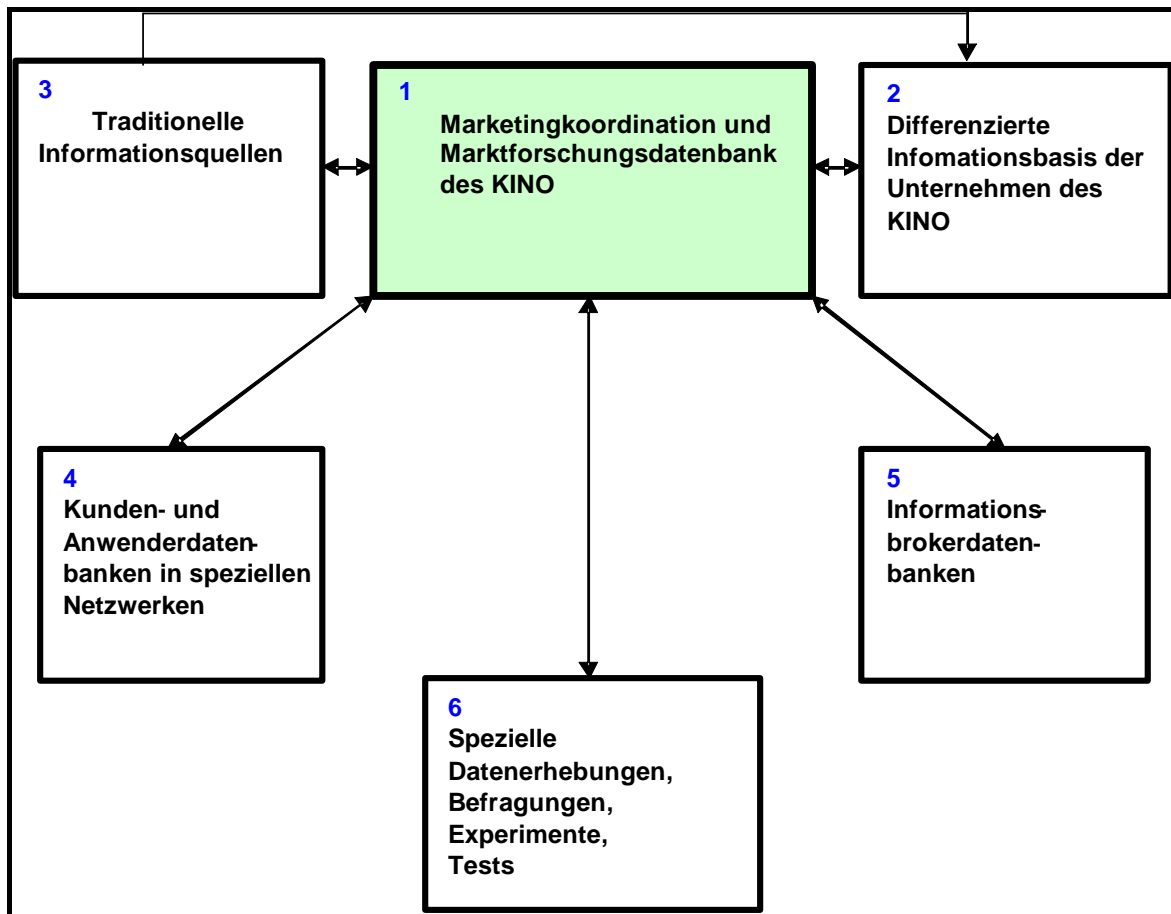 3
Traditionelle
Informationsquellen
1
Marketingkoordination und
Marktforschungsdatenbank
des KINO
2
Differenzierte
Infomationsbasis der
Unternehmen des
KINO
4
Kunden- und
Anwenderdaten-
banken in speziellen
Netzwerken
5
Informations-
brokerdaten-
banken
6
Spezielle
Datenerhebungen,
Befragungen,
Experimente,
Tests